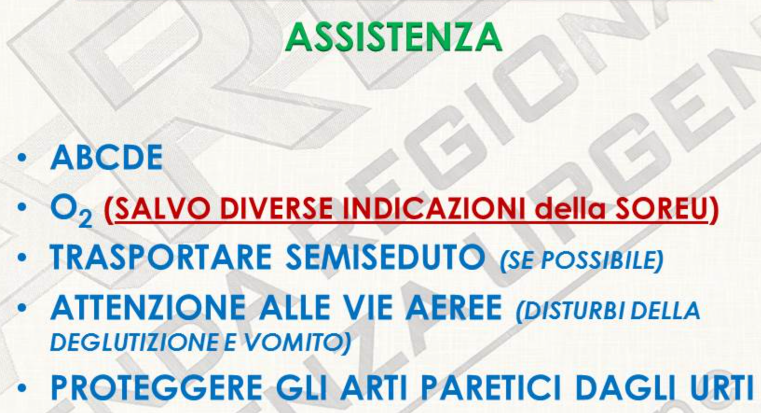 ASSISTENZA
• ABCDE
• O₂ (SALVO DIVERSE INDICAZIONI della SOREU)
• TRASPORTARE SEMISEDUTO (SE POSSIBILE)
• ATTENZIONE ALLE VIE AEREE (DISTURBI DELLA
DEGLUTIZIONE E VOMITO)
• PROTEGGERE GLI ARTI PARETICI DAGLI URTI